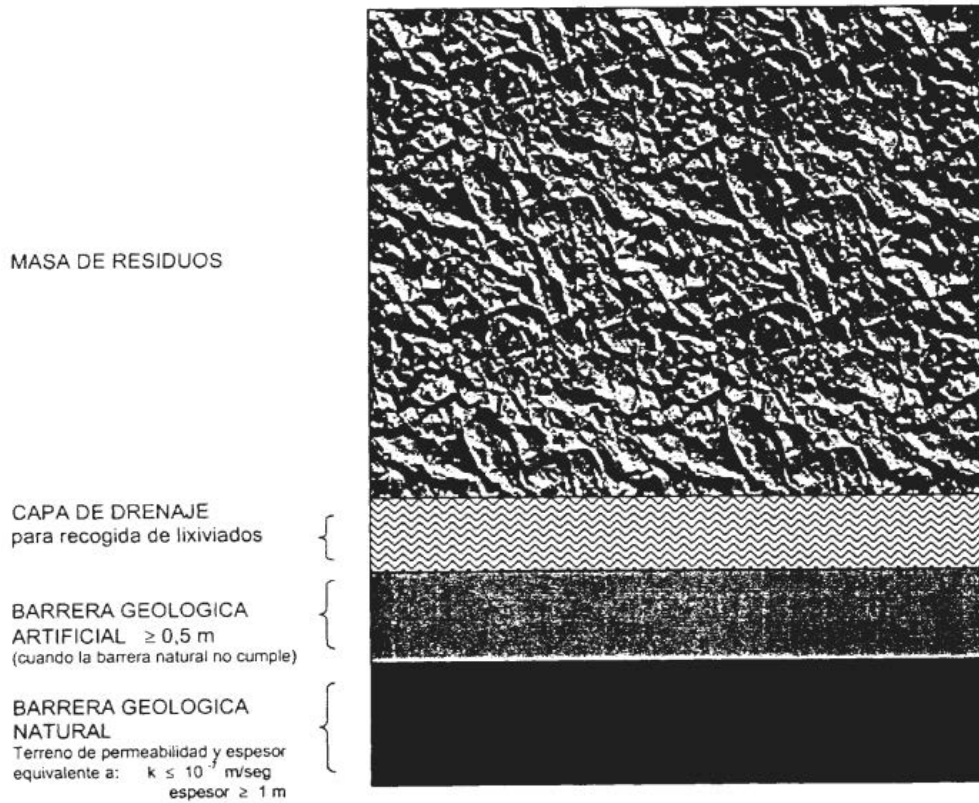 MASA DE RESIDUOS
CAPA DE DRENAJE
para recogida de lixiviados
BARRERA GEOLOGICA
ARTIFICIAL ≥ 0,5 m
(cuando la barrera natural no cumple)
BARRERA GEOLOGICA
NATURAL
Terreno de permeabilidad y espesor
equivalente a: k ≤ 10⁻⁷ m/seg
espesor ≥ 1 m